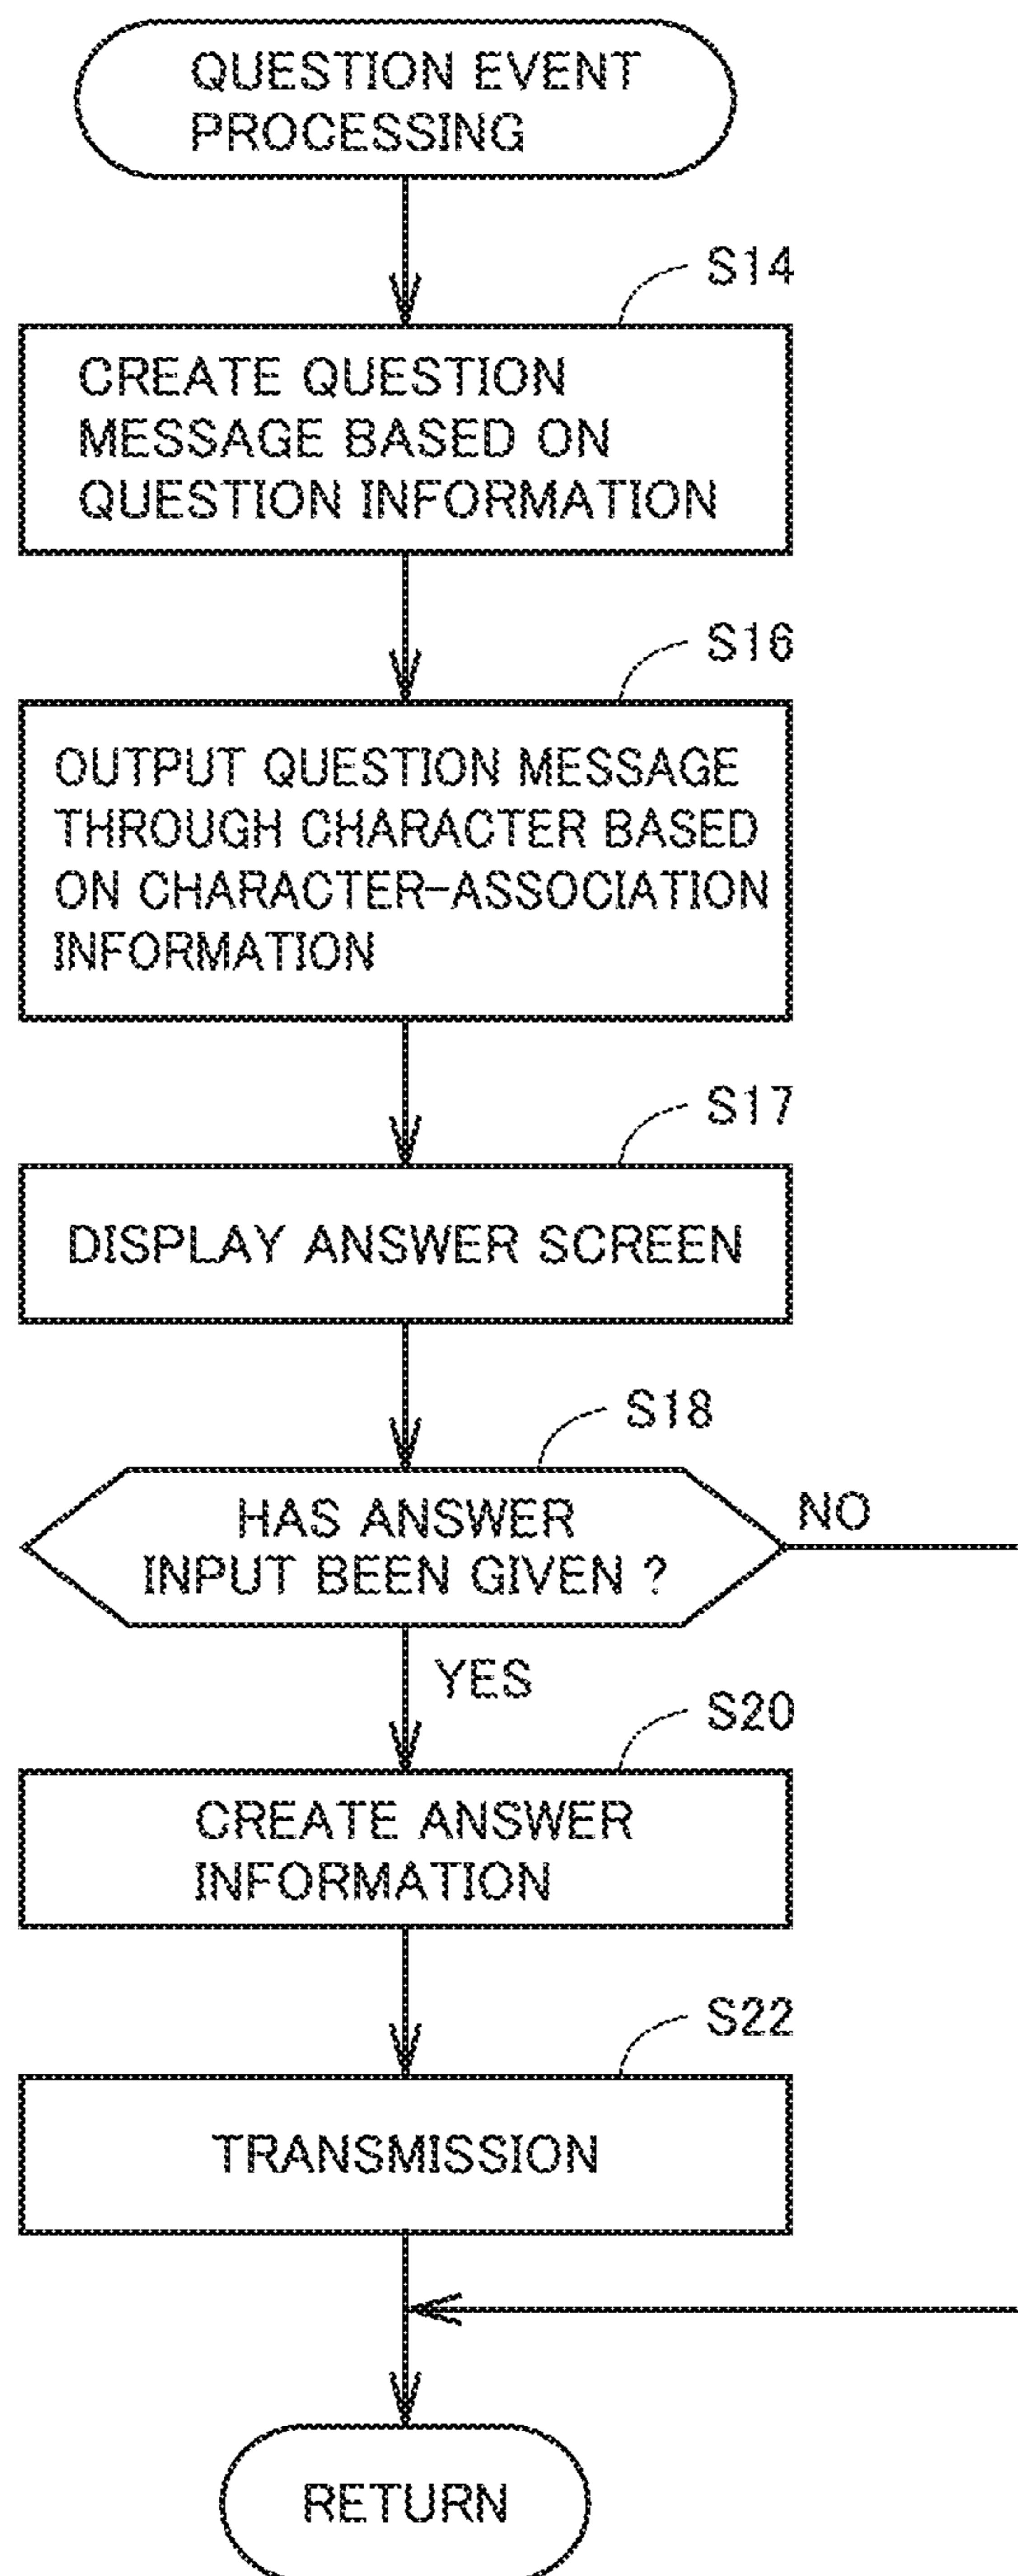 QUESTION EVENT
PROCESSING
S14
CREATE QUESTION
MESSAGE BASED ON
QUESTION INFORMATION
S16
OUTPUT QUESTION MESSAGE
THROUGH CHARACTER BASED
ON CHARACTER-ASSOCIATION
INFORMATION
S17
DISPLAY ANSWER SCREEN
S18
HAS ANSWER
INPUT BEEN GIVEN ?
NO
YES
S20
CREATE ANSWER
INFORMATION
S22
TRANSMISSION
RETURN